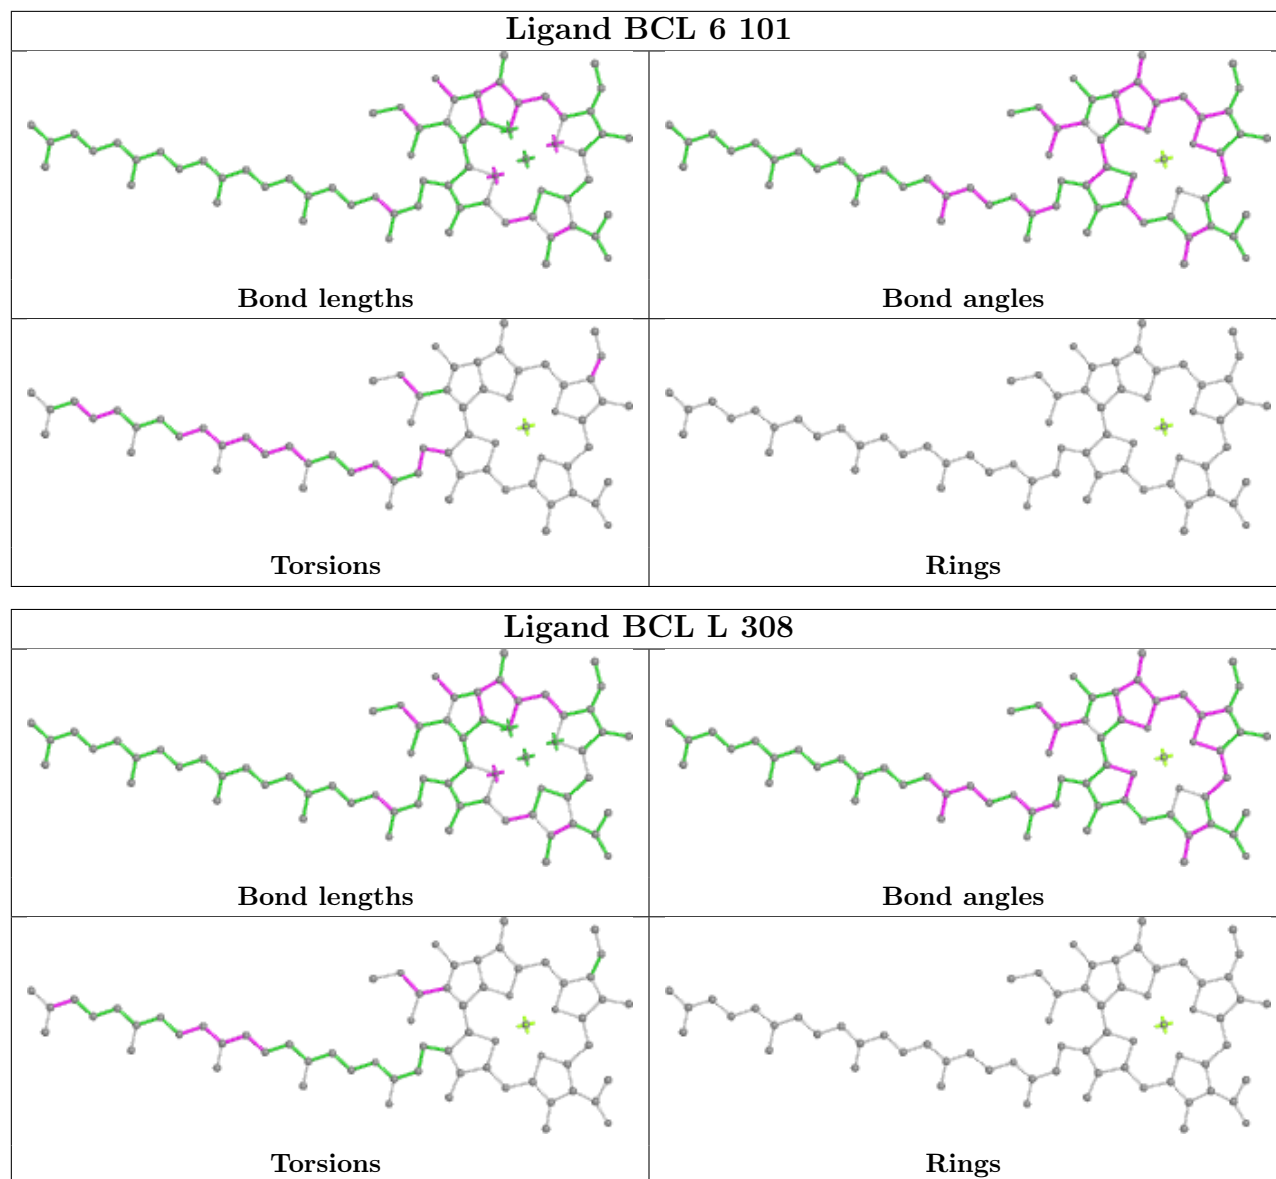 Ligand BCL 6 101
Bond lengths
Bond angles
Torsions
Rings
Ligand BCL L 308
Bond lengths
Bond angles
Torsions
Rings